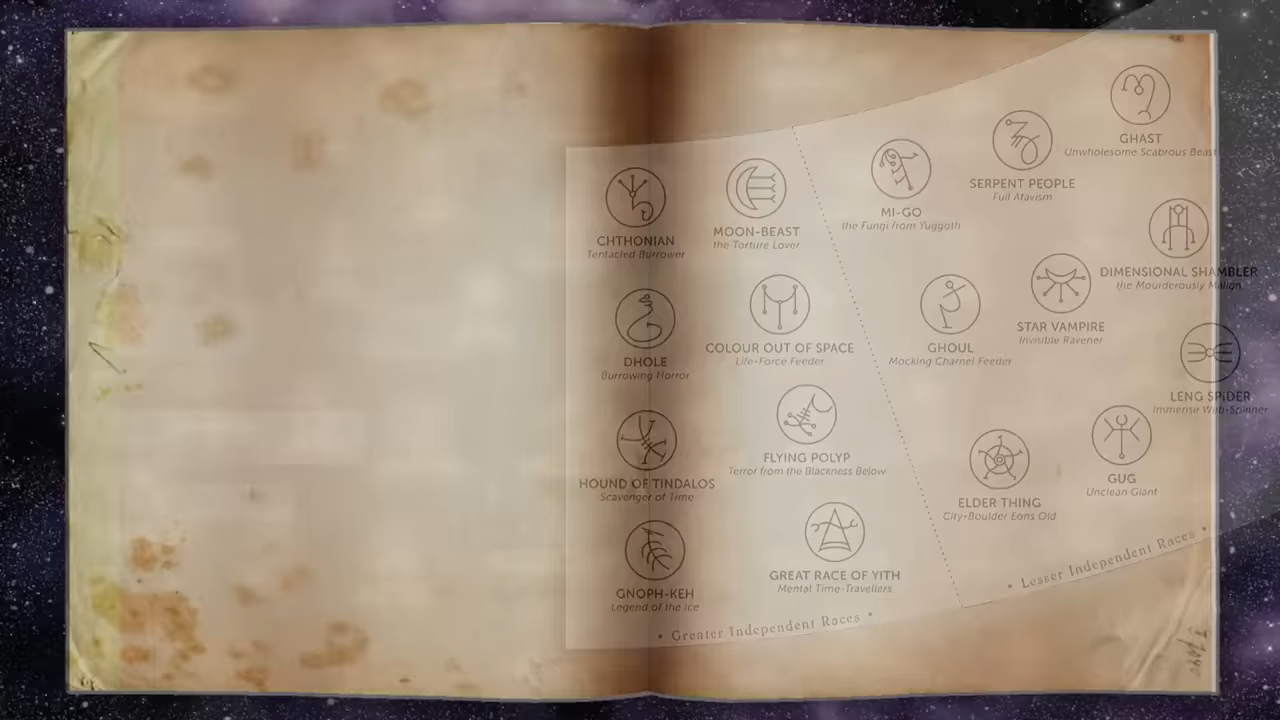 CHTHONIAN
Tentacled Burrower
MOON-BEAST
the Torture Lover
DHOLE
Burrowing Horror
COLOUR OUT OF SPACE
Life-Force Feeder
HOUND OF TINDALOS
Scavenger of Time
FLYING POLYP
Terror from the Blackness Below
GNOPH-KEH
Legend of the Ice
GREAT RACE OF YITH
Mental Time-Travellers
• Greater Independent Races •
MI-GO
the Fungi from Yuggoth
SERPENT PEOPLE
Full Atavism
GHAST
Unwholesome Scabrous Beast
GHOUL
Mocking Charnel Feeder
STAR VAMPIRE
Invisible Ravener
DIMENSIONAL SHAMBLER
the Mourderously Malign
LENG SPIDER
Immense Web-Spinner
ELDER THING
City-Boulder Eons Old
GUG
Unclean Giant
• Lesser Independent Races •